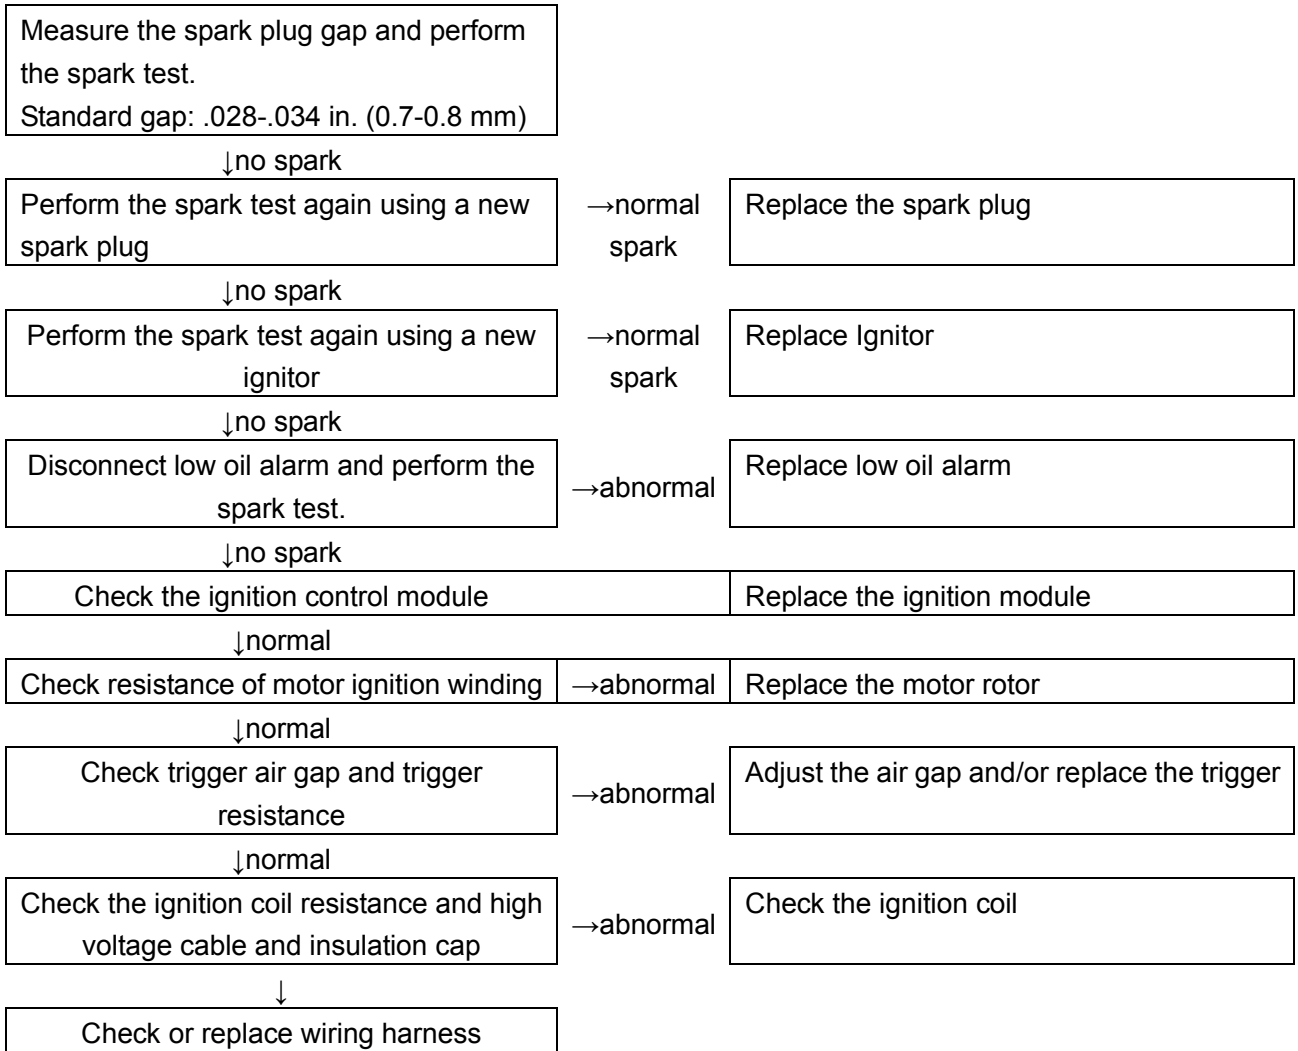 Measure the spark plug gap and perform
the spark test.
Standard gap: .028-.034 in. (0.7-0.8 mm)
↓no spark
Perform the spark test again using a new
spark plug
→normal
spark
Replace the spark plug
↓no spark
Perform the spark test again using a new
ignitor
→normal
spark
Replace Ignitor
↓no spark
Disconnect low oil alarm and perform the
spark test.
→abnormal
Replace low oil alarm
↓no spark
Check the ignition control module
Replace the ignition module
↓normal
Check resistance of motor ignition winding
→abnormal
Replace the motor rotor
↓normal
Check trigger air gap and trigger
resistance
→abnormal
Adjust the air gap and/or replace the trigger
↓normal
Check the ignition coil resistance and high
voltage cable and insulation cap
→abnormal
Check the ignition coil
↓
Check or replace wiring harness